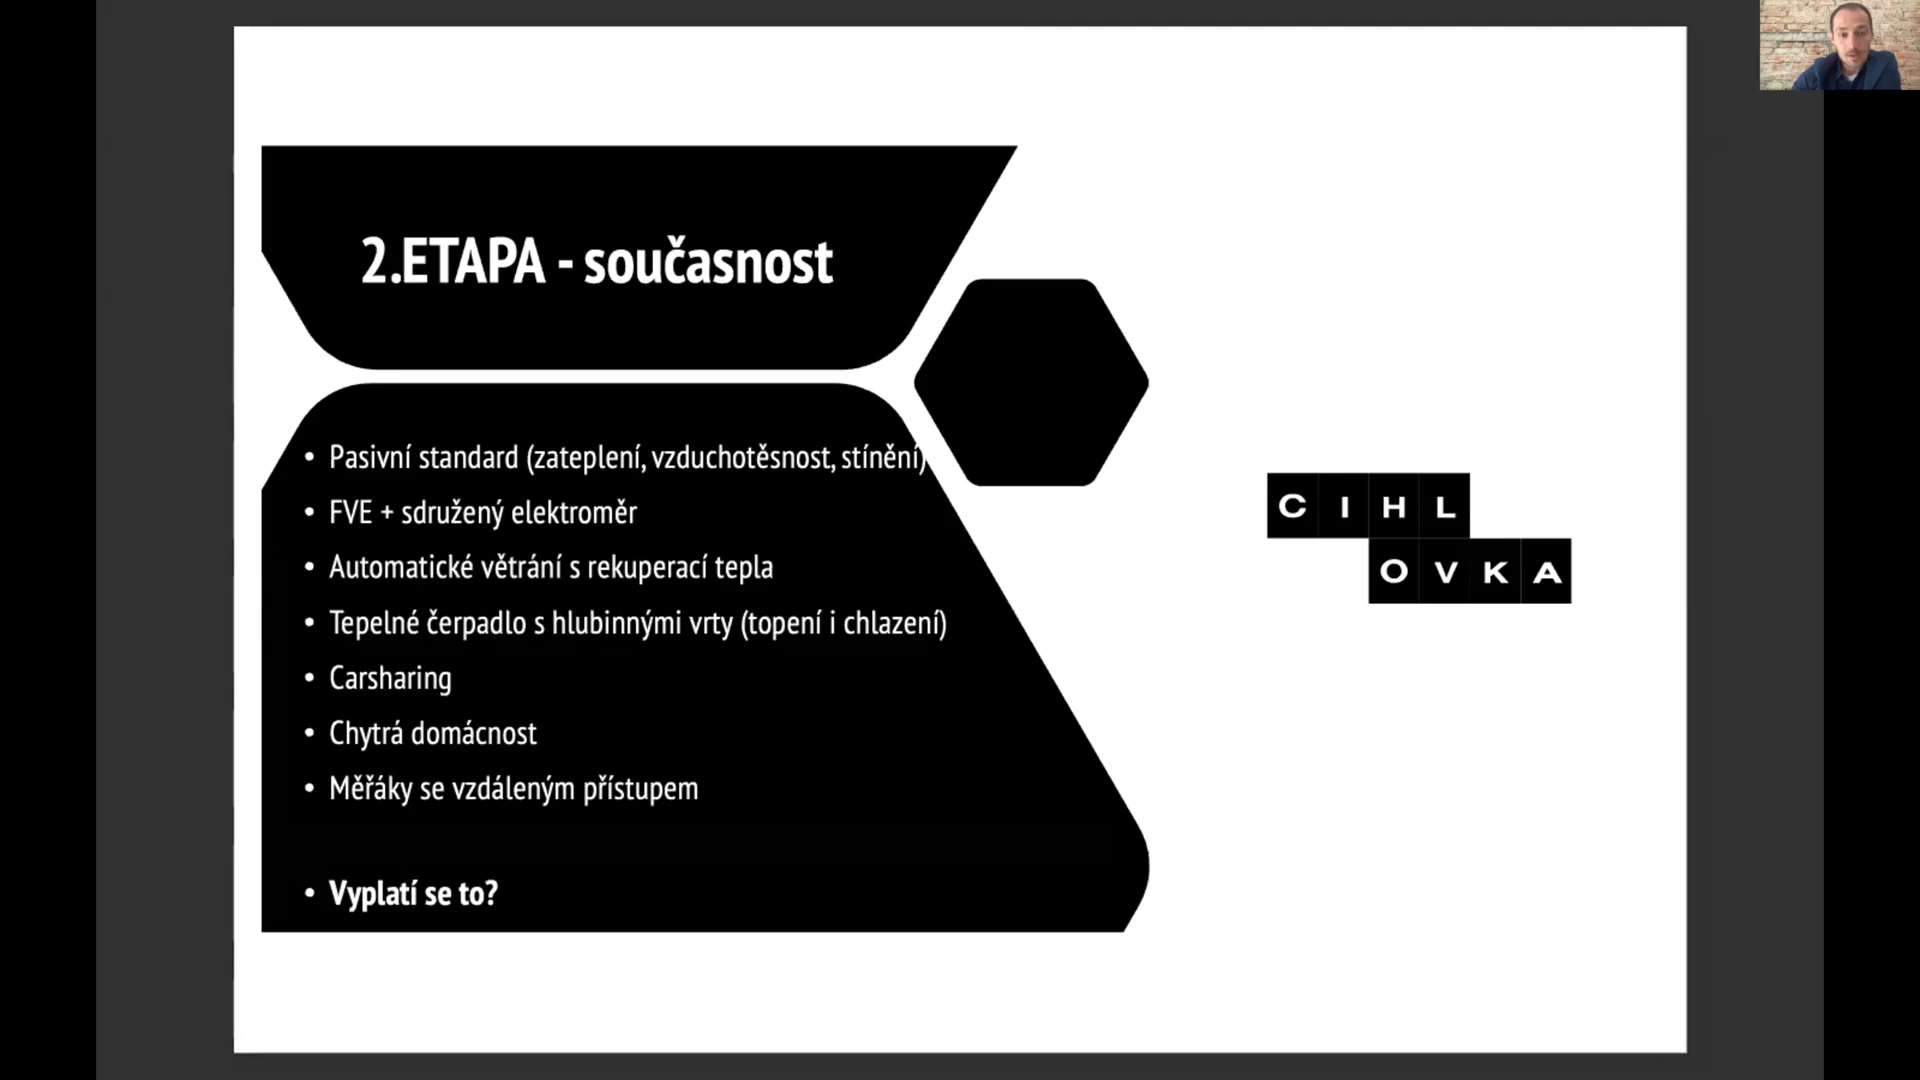 2.ETAPA - současnost
• Pasivní standard (zateplení, vzduchotěsnost, stínění)
• FVE + sdružený elektroměr
• Automatické větrání s rekuperací tepla
• Tepelné čerpadlo s hlubinnými vrty (topení i chlazení)
• Carsharing
• Chytrá domácnost
• Měřáky se vzdáleným přístupem
• Vyplatí se to?
CIHL
OVKA